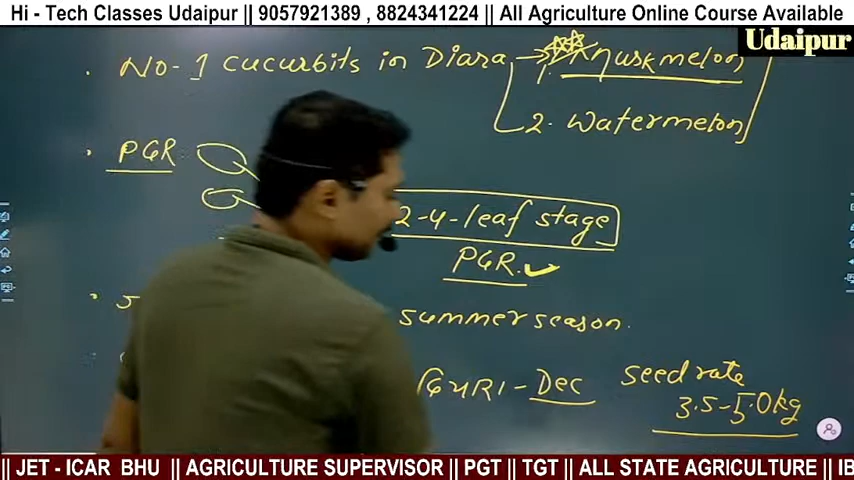 Hi - Tech Classes Udaipur || 9057921389 , 8824341224 || All Agriculture Online Course Available
Udaipur
No-1 cucurbits in Diara → 1. Muskmelon
2. Watermelon
PGR
2-4-leaf stage
PGR. ✓
summer season.
दियारा - Dec seed rate
3.5-5.0kg
|| JET - ICAR BHU || AGRICULTURE SUPERVISOR || PGT || TGT || ALL STATE AGRICULTURE || IB